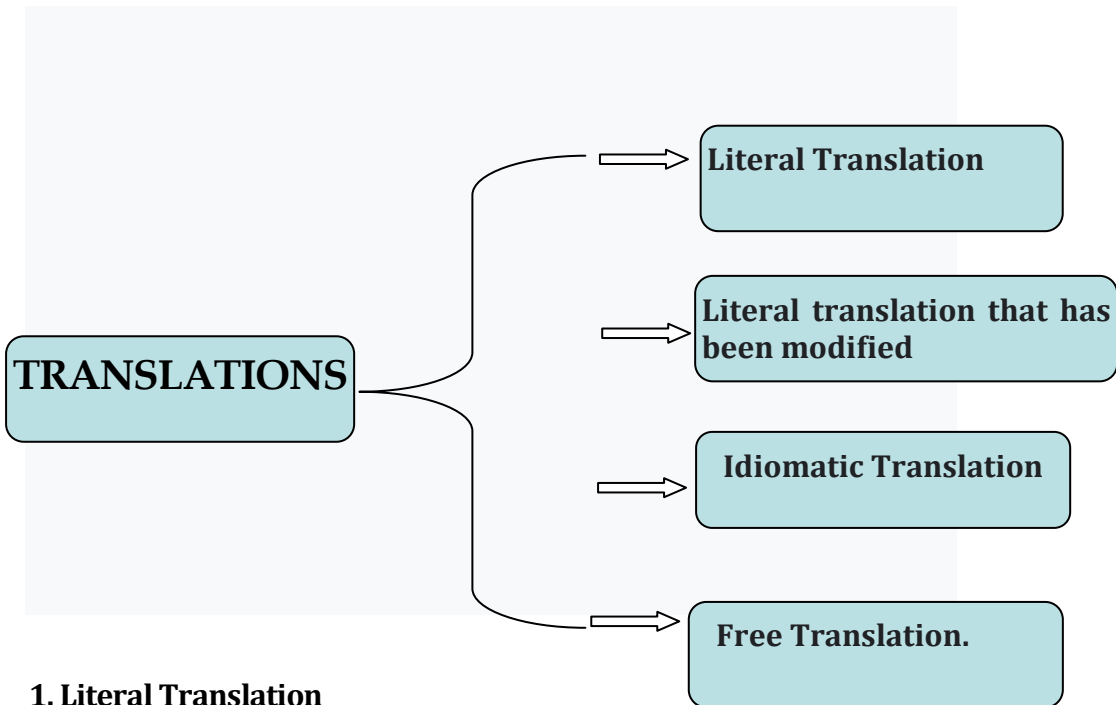 Literal Translation
Literal translation that has
been modified
TRANSLATIONS
Idiomatic Translation
Free Translation.
1. Literal Translation